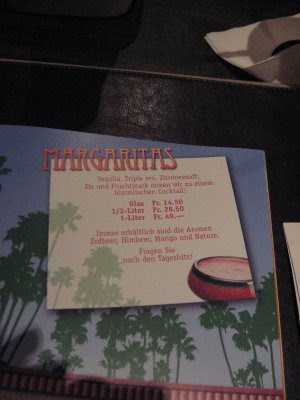 MARGARITAS
Tequila, Triple sec, Zitronensaft,
Eis und Fruchtmark mixen wir zu einem
himmlischen Cocktail!
Glas Fr. 14.50
1/2-Liter Fr. 28.50
1-Liter Fr. 49.—
Immer erhältlich sind die Aromen
Erdbeer, Himbeer, Mango und Nature.
Fragen Sie
nach den Tageshits!